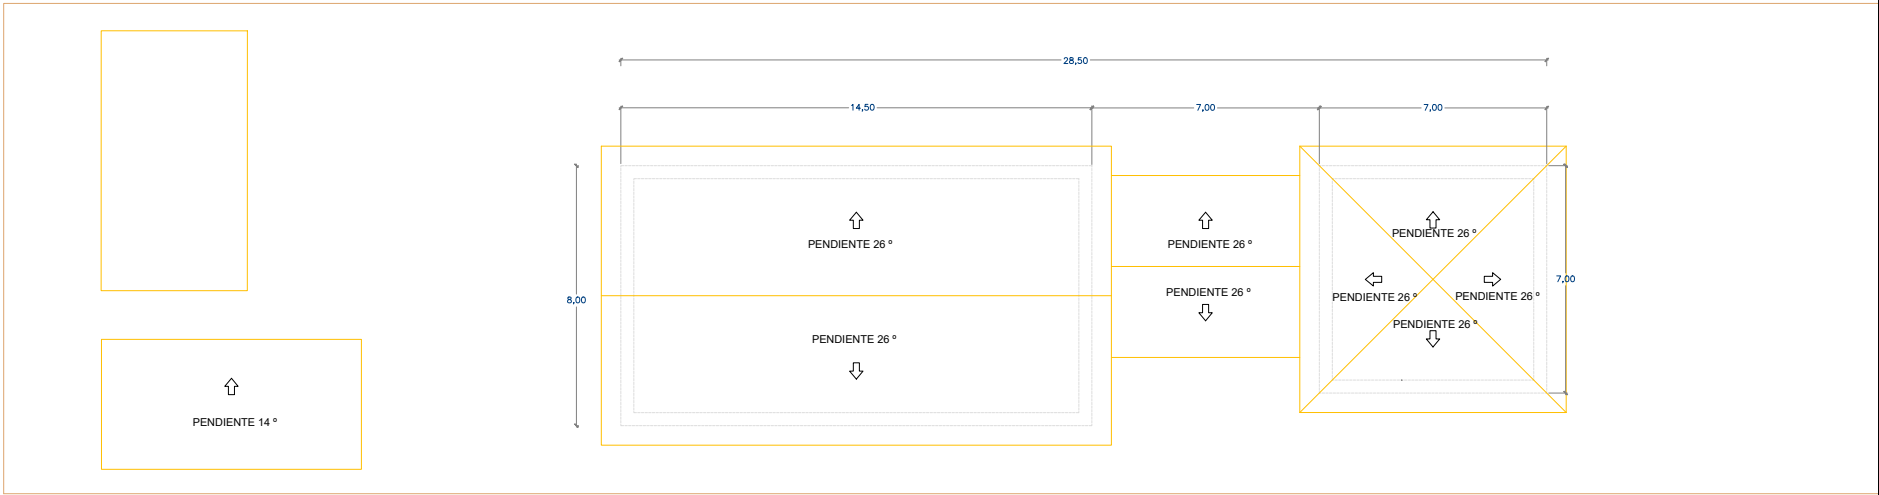 28,50
14,50
7,00
7,00
PENDIENTE 26 º
PENDIENTE 26 º
PENDIENTE 26 º
7,00
PENDIENTE 26 º
PENDIENTE 26 º
PENDIENTE 26 º
8,00
PENDIENTE 26 º
PENDIENTE 26 º
PENDIENTE 14 º